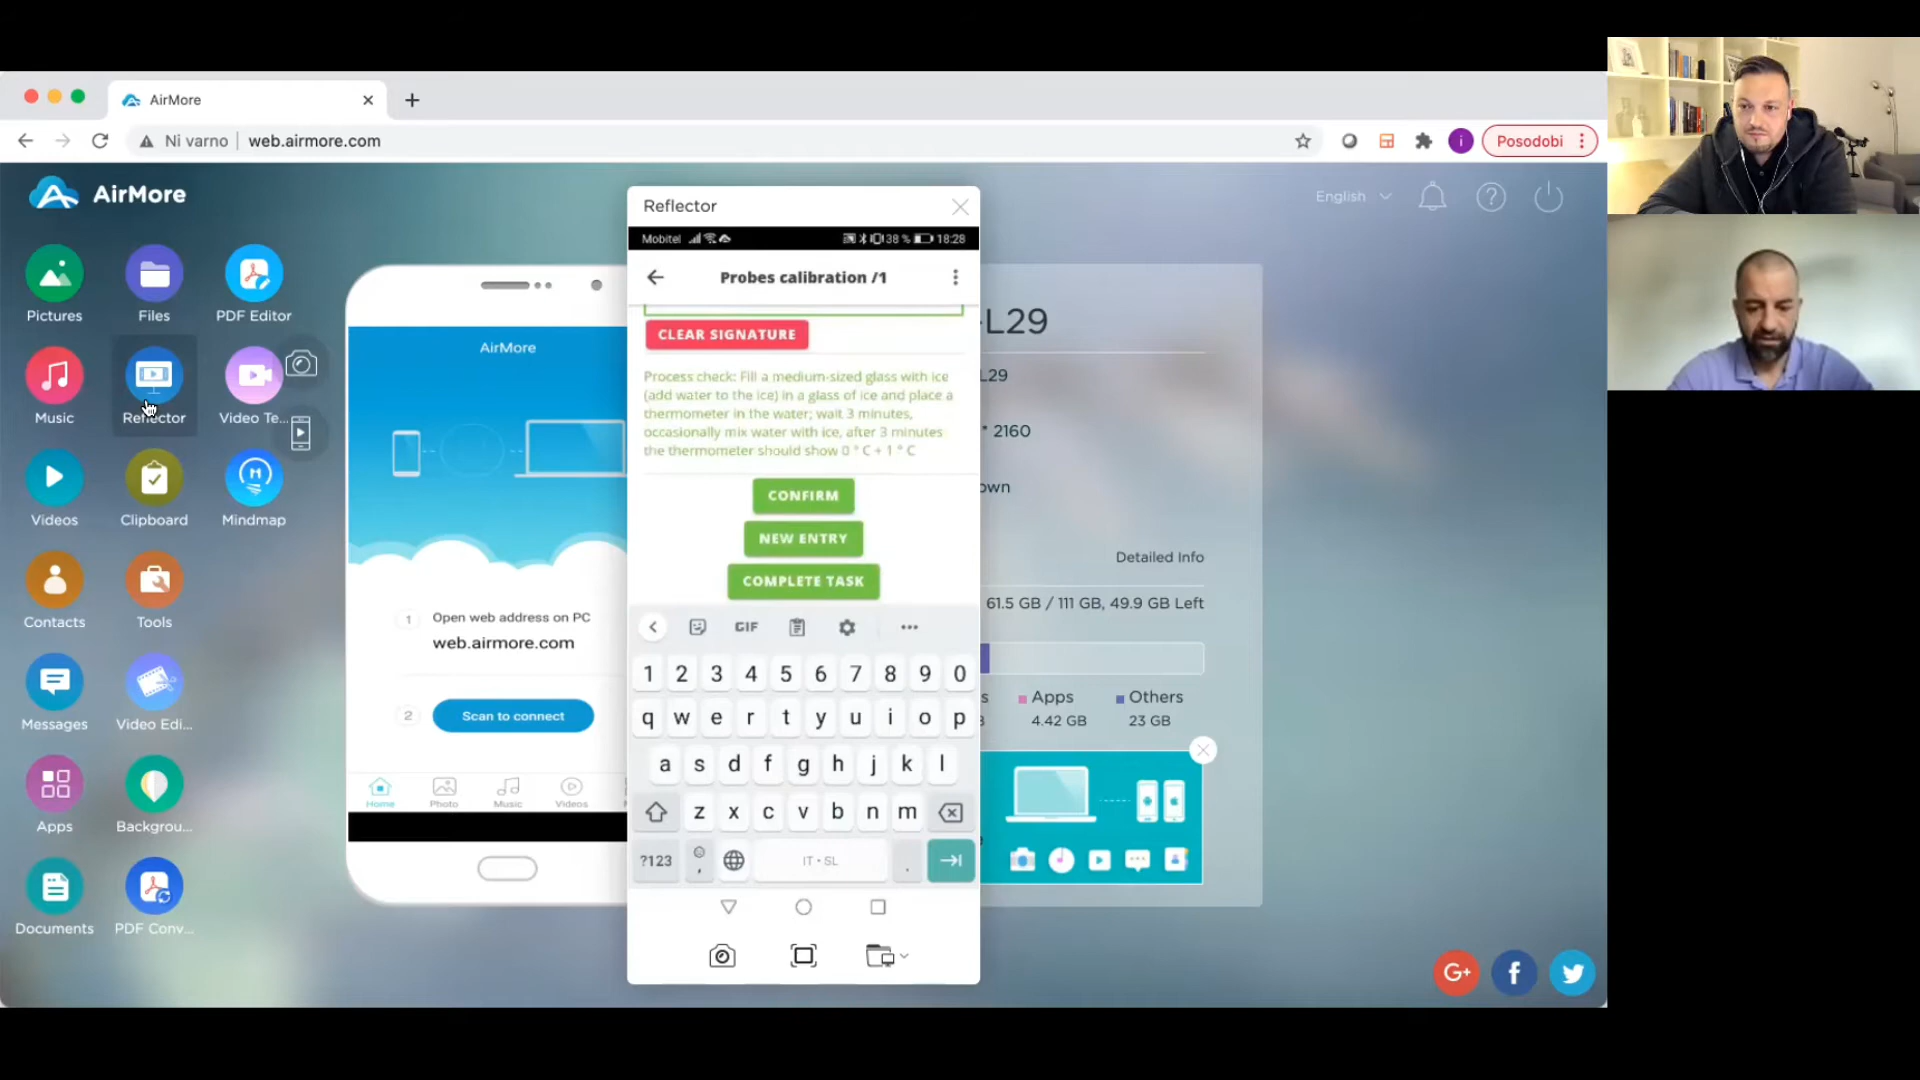 AirMore
Ni varno
web.airmore.com
Posodobi
i
AirMore
English
Pictures
Files
PDF Editor
Music
Reflector
Video Te...
Videos
Clipboard
Mindmap
Contacts
Tools
Messages
Video Edi...
Apps
Backgrou...
Documents
PDF Conv...
AirMore
1 Open web address on PC
web.airmore.com
2 Scan to connect
Home
Photo
Music
Videos
Reflector
Mobitel
38 %
18:28
Probes calibration /1
CLEAR SIGNATURE
Process check: Fill a medium-sized glass with ice
(add water to the ice) in a glass of ice and place a
thermometer in the water; wait 3 minutes,
occasionally mix water with ice, after 3 minutes
the thermometer should show 0 ° C + 1 ° C
CONFIRM
NEW ENTRY
COMPLETE TASK
GIF
1 2 3 4 5 6 7 8 9 0
q w e r t y u i o p
a s d f g h j k l
z x c v b n m
?123 , IT • SL .
-L29
L29
* 2160
own
Detailed Info
61.5 GB / 111 GB, 49.9 GB Left
s
Apps
Others
4.42 GB
23 GB
G+